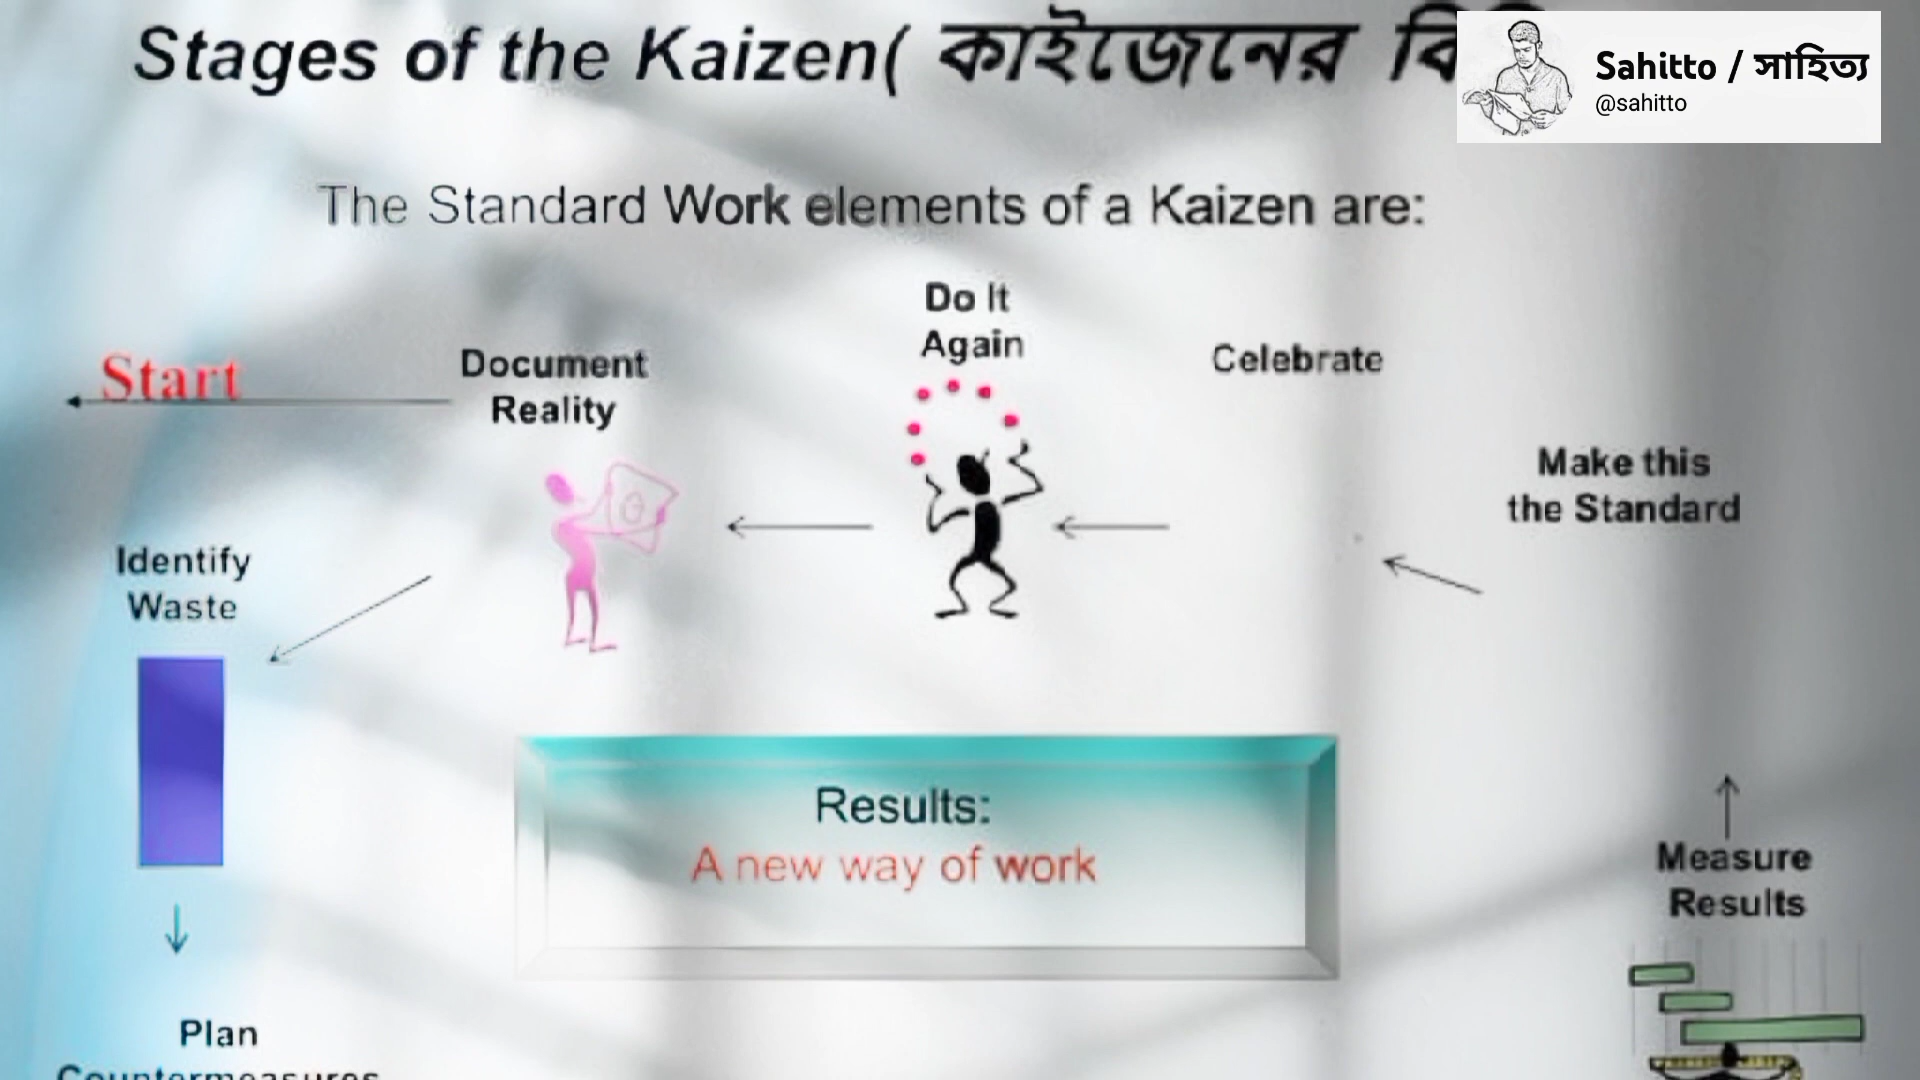 Stages of the Kaizen( কাইজেনের
Sahitto / সাহিত্য
@sahitto
The Standard Work elements of a Kaizen are:
Do It
Again
Start
Document
Reality
Celebrate
Make this
the Standard
Identify
Waste
Results:
A new way of work
Measure
Results
Plan
Countermeasures